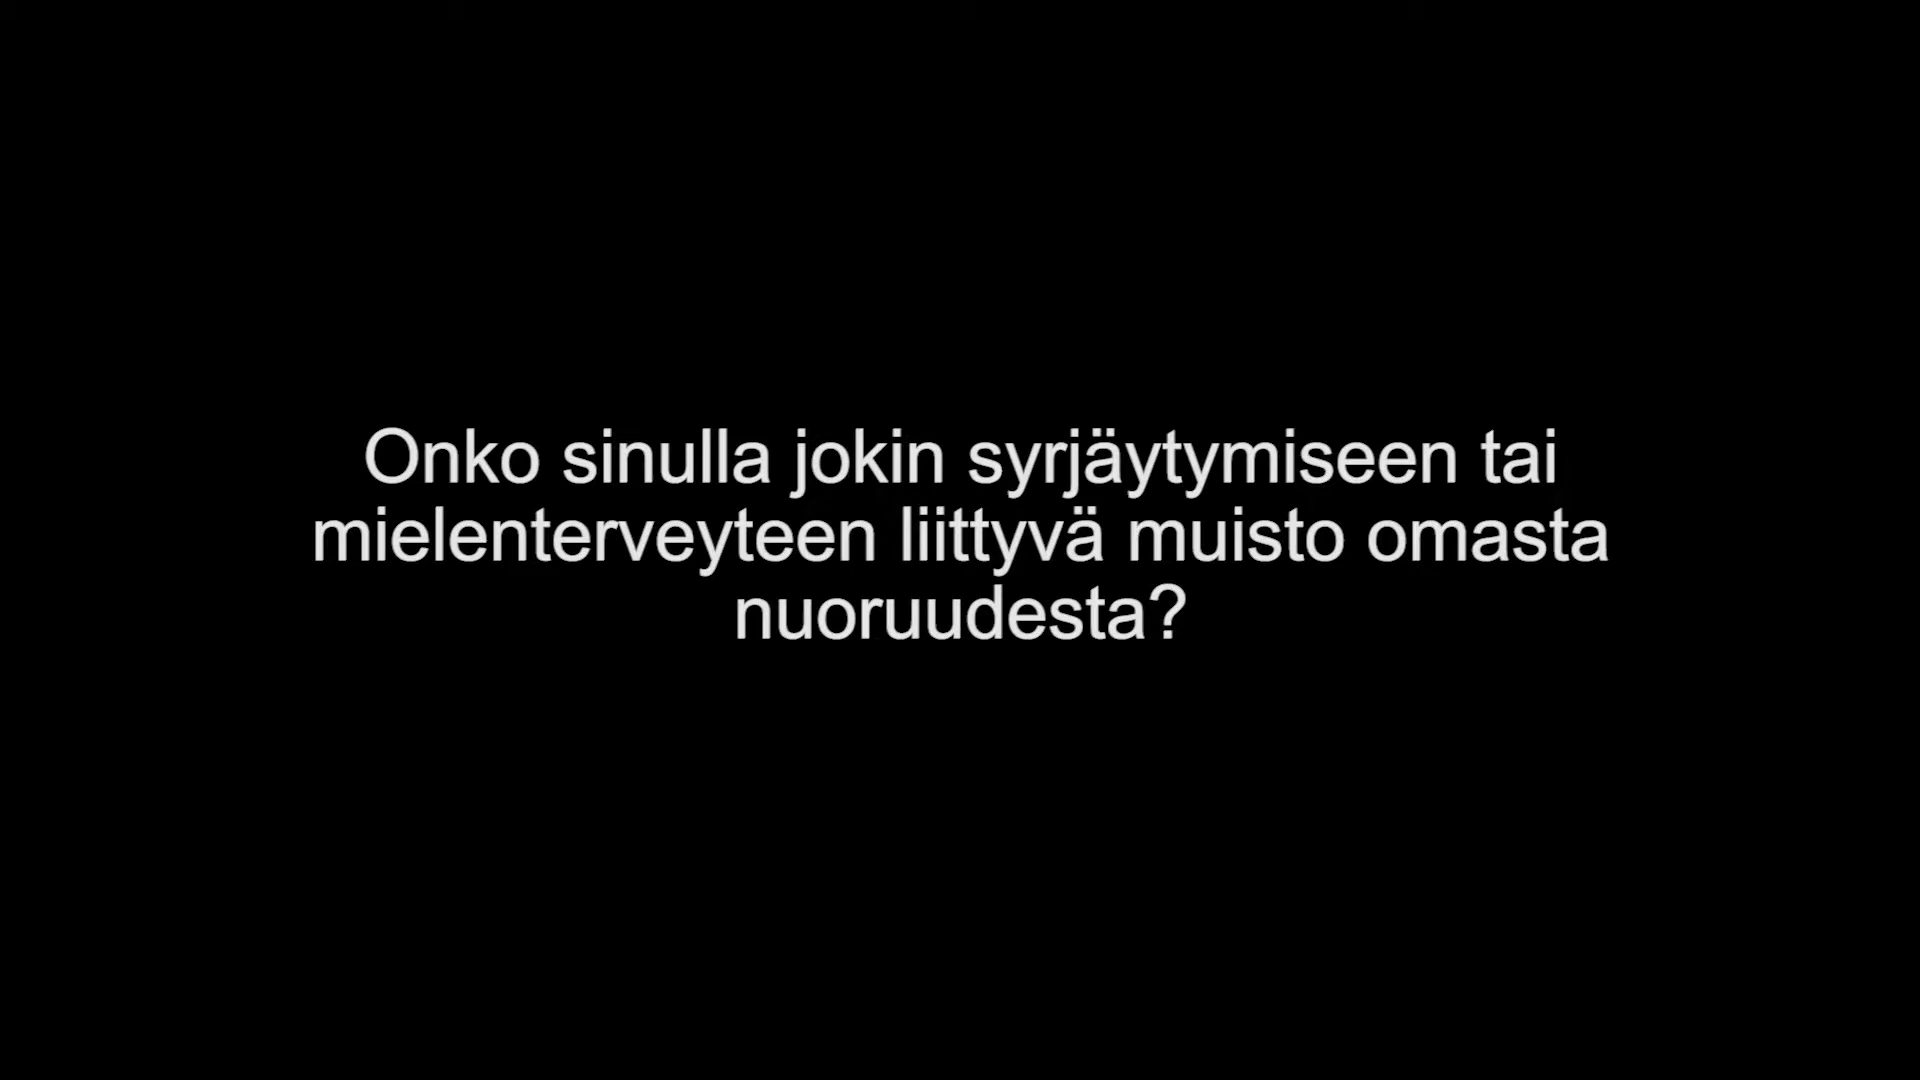 Onko sinulla jokin syrjäytymiseen tai
mielenterveyteen liittyvä muisto omasta
nuoruudesta?